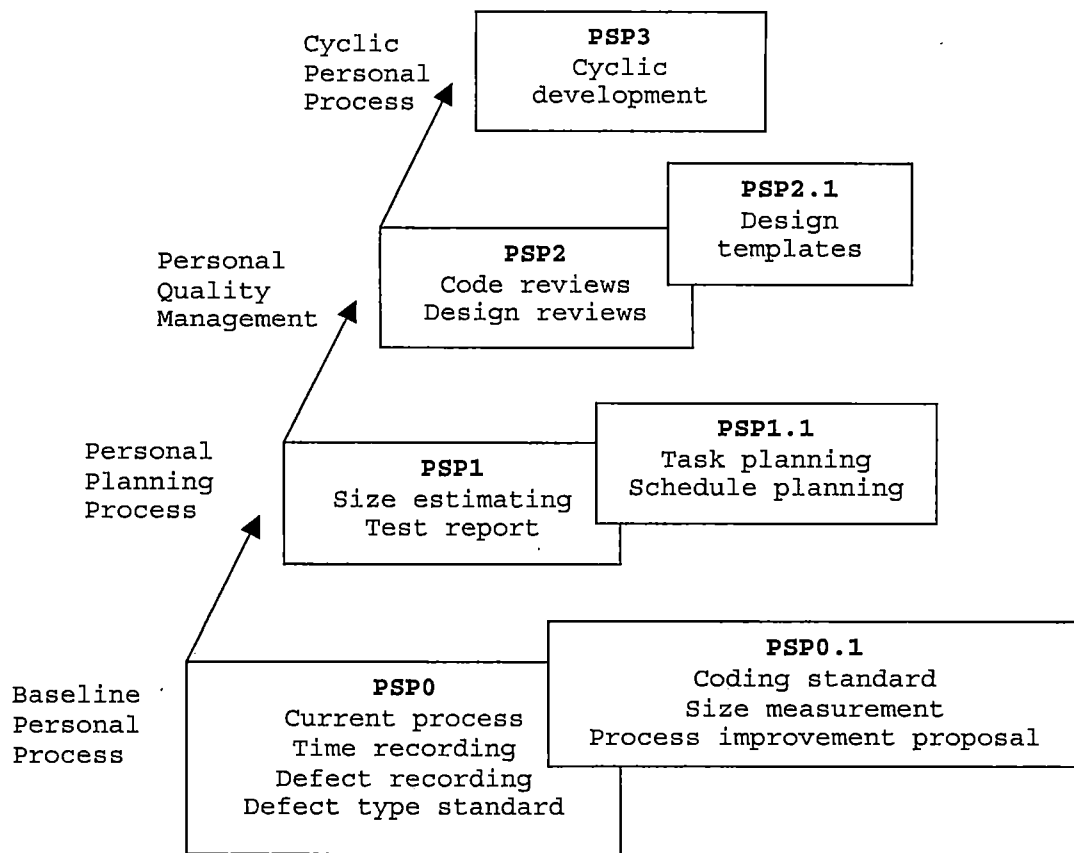 Cyclic
Personal
Process
PSP3
Cyclic
development
PSP2.1
Design
templates
Personal
Quality
Management
PSP2
Code reviews
Design reviews
PSP1.1
Task planning
Schedule planning
Personal
Planning
Process
PSP1
Size estimating
Test report
PSP0.1
Coding standard
Size measurement
Process improvement proposal
Baseline
Personal
Process
PSP0
Current process
Time recording
Defect recording
Defect type standard